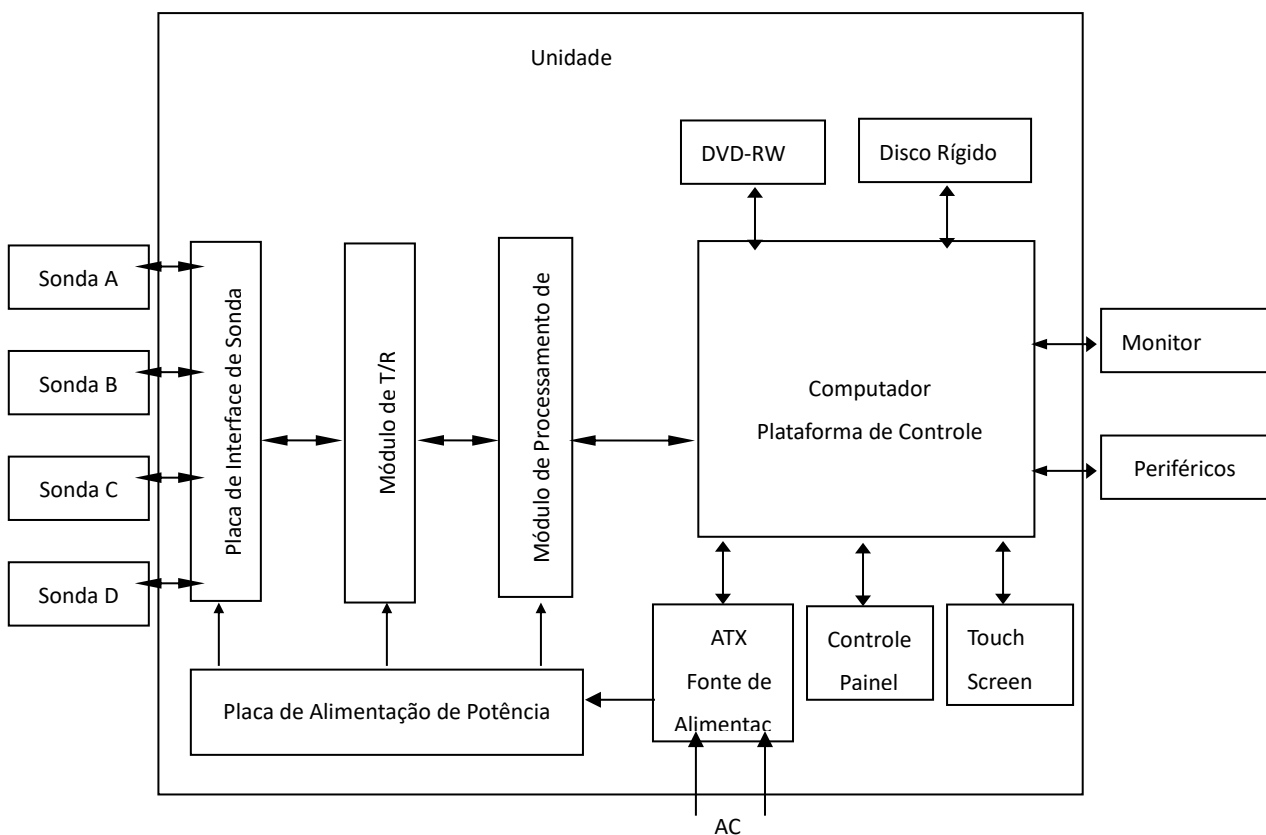 Unidade
DVD-RW
Disco Rígido
Sonda A
Sonda B
Sonda C
Sonda D
Placa de Interface de Sonda
Módulo de T/R
Módulo de Processamento de
Computador
Plataforma de Controle
Monitor
Periféricos
Placa de Alimentação de Potência
ATX
Fonte de
Alimentac
Controle
Painel
Touch
Screen
AC